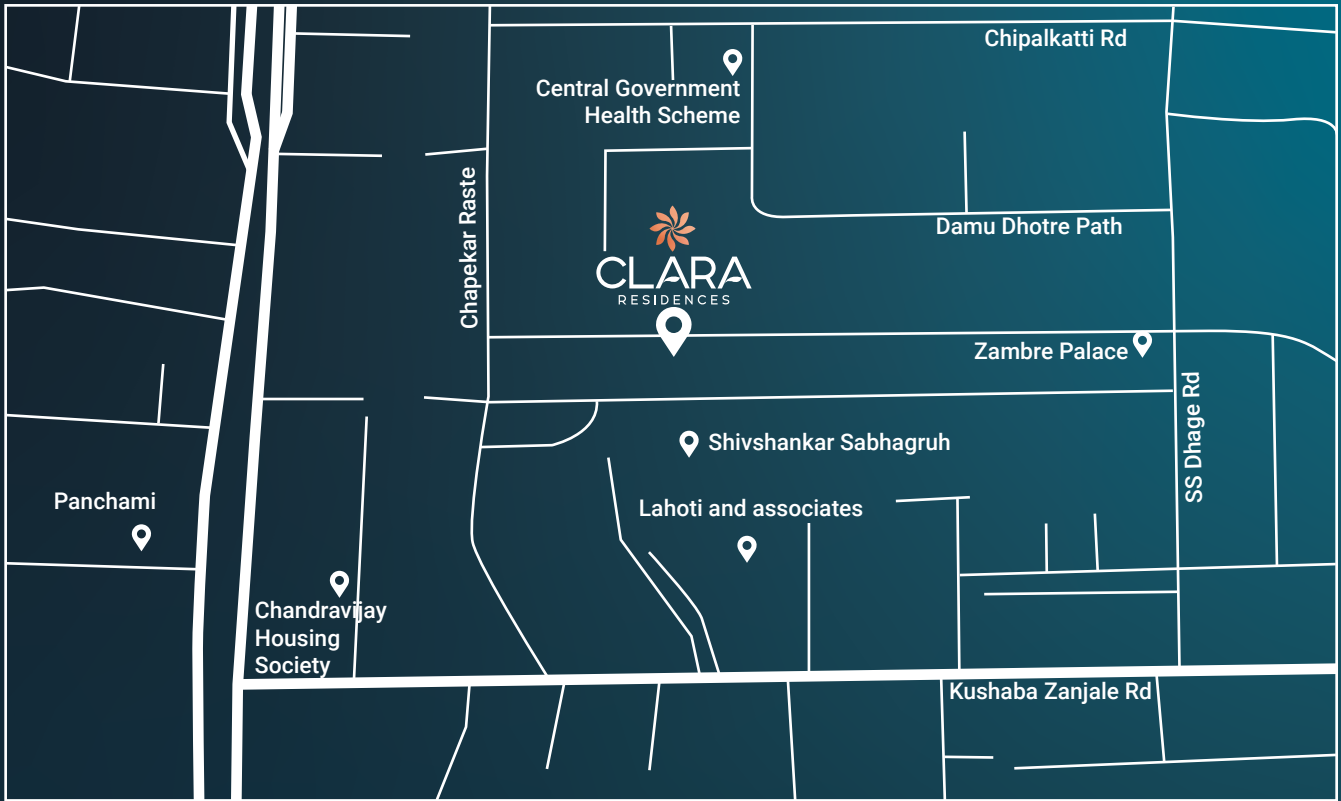 Chipalkatti Rd
Central Government
Health Scheme
Chapekar Raste
Damu Dhotre Path
CLARA
RESIDENCES
Zambre Palace
SS Dhage Rd
Shivshankar Sabhagruh
Panchami
Lahoti and associates
Chandravijay
Housing
Society
Kushaba Zanjale Rd